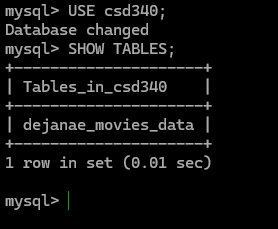 mysql> USE csd340;
Database changed
mysql> SHOW TABLES;
+--------------------+
| Tables_in_csd340   |
+--------------------+
| dejanae_movies_data |
+--------------------+
1 row in set (0.01 sec)
mysql>